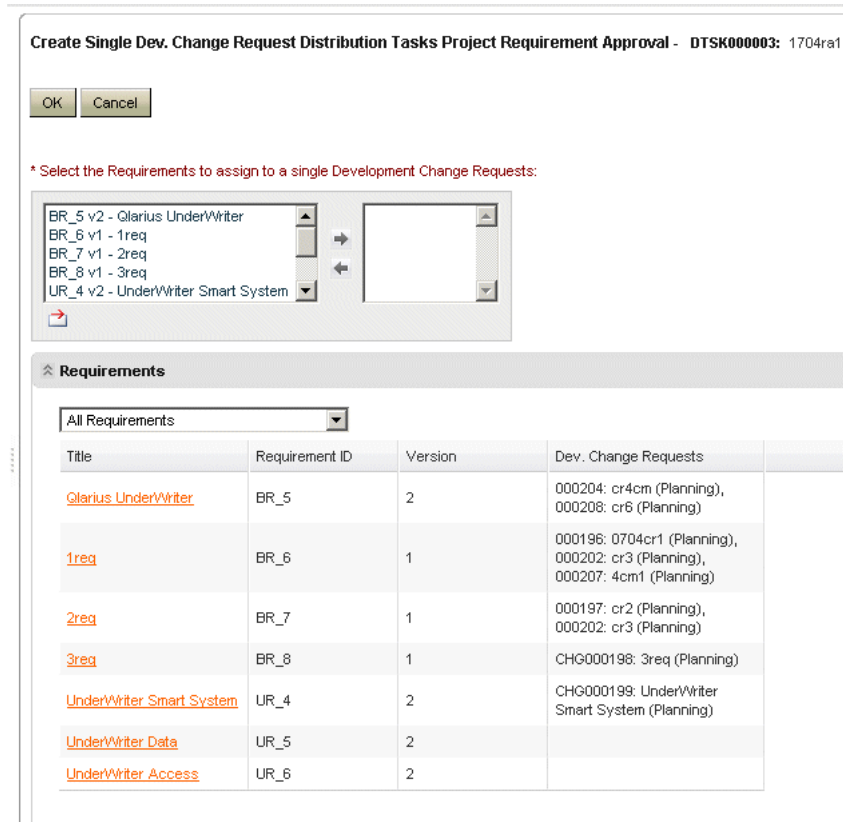 Create Single Dev. Change Request Distribution Tasks Project Requirement Approval - DTSK000003: 1704ra1
OK Cancel
* Select the Requirements to assign to a single Development Change Requests:
BR_5 v2 - Qlarius UnderWriter
BR_6 v1 - 1req
BR_7 v1 - 2req
BR_8 v1 - 3req
UR_4 v2 - UnderWriter Smart System
Requirements
All Requirements
Title Requirement ID Version Dev. Change Requests
Qlarius UnderWriter BR_5 2 000204: cr4cm (Planning),
000208: cr6 (Planning)
1req BR_6 1 000196: 0704cr1 (Planning),
000202: cr3 (Planning),
000207: 4cm1 (Planning)
2req BR_7 1 000197: cr2 (Planning),
000202: cr3 (Planning)
3req BR_8 1 CHG000198: 3req (Planning)
UnderWriter Smart System UR_4 2 CHG000199: UnderWriter
Smart System (Planning)
UnderWriter Data UR_5 2
UnderWriter Access UR_6 2